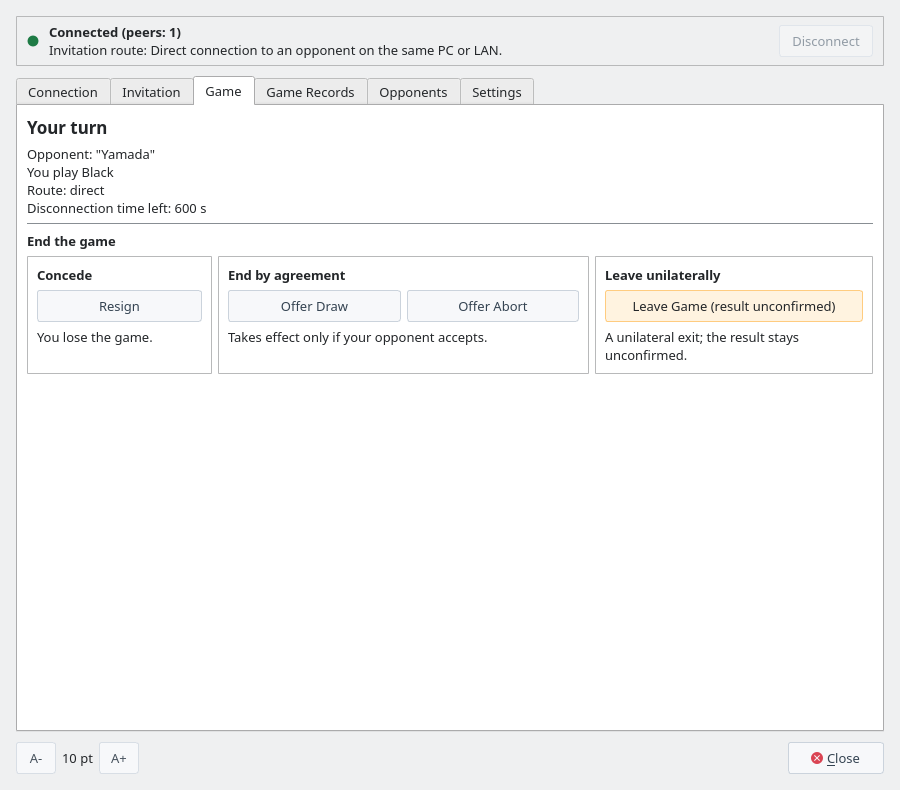 Connected (peers: 1)
Invitation route: Direct connection to an opponent on the same PC or LAN.
Disconnect
Connection
Invitation
Game
Game Records
Opponents
Settings
Your turn
Opponent: "Yamada"
You play Black
Route: direct
Disconnection time left: 600 s
End the game
Concede
Resign
You lose the game.
End by agreement
Offer Draw
Offer Abort
Takes effect only if your opponent accepts.
Leave unilaterally
Leave Game (result unconfirmed)
A unilateral exit; the result stays
unconfirmed.
A-
10 pt
A+
Close